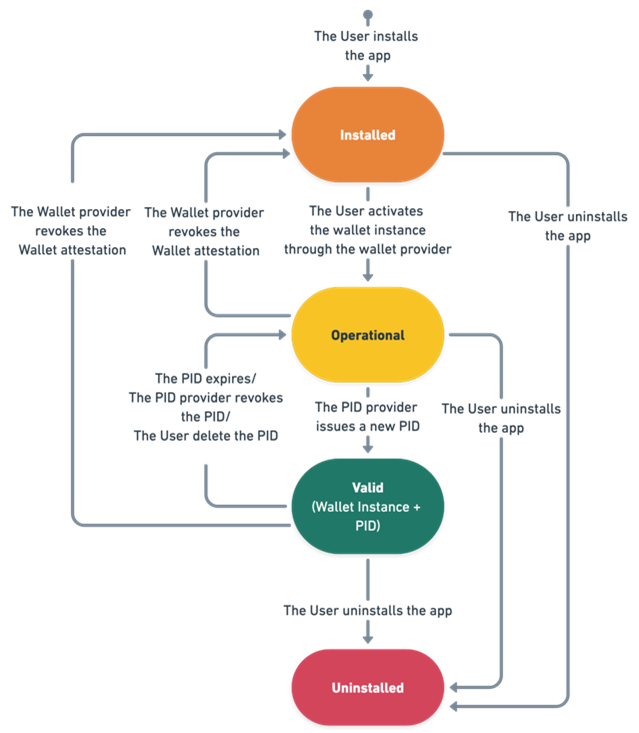 The User installs
the app
Installed
The Wallet provider
revokes the
Wallet attestation
The Wallet provider
revokes the
Wallet attestation
The User activates
the wallet instance
through the wallet provider
The User uninstalls
the app
Operational
The PID expires/
The PID provider revokes
the PID/
The User delete the PID
The PID provider
issues a new PID
The User uninstalls
the app
Valid
(Wallet Instance +
PID)
The User uninstalls the app
Uninstalled